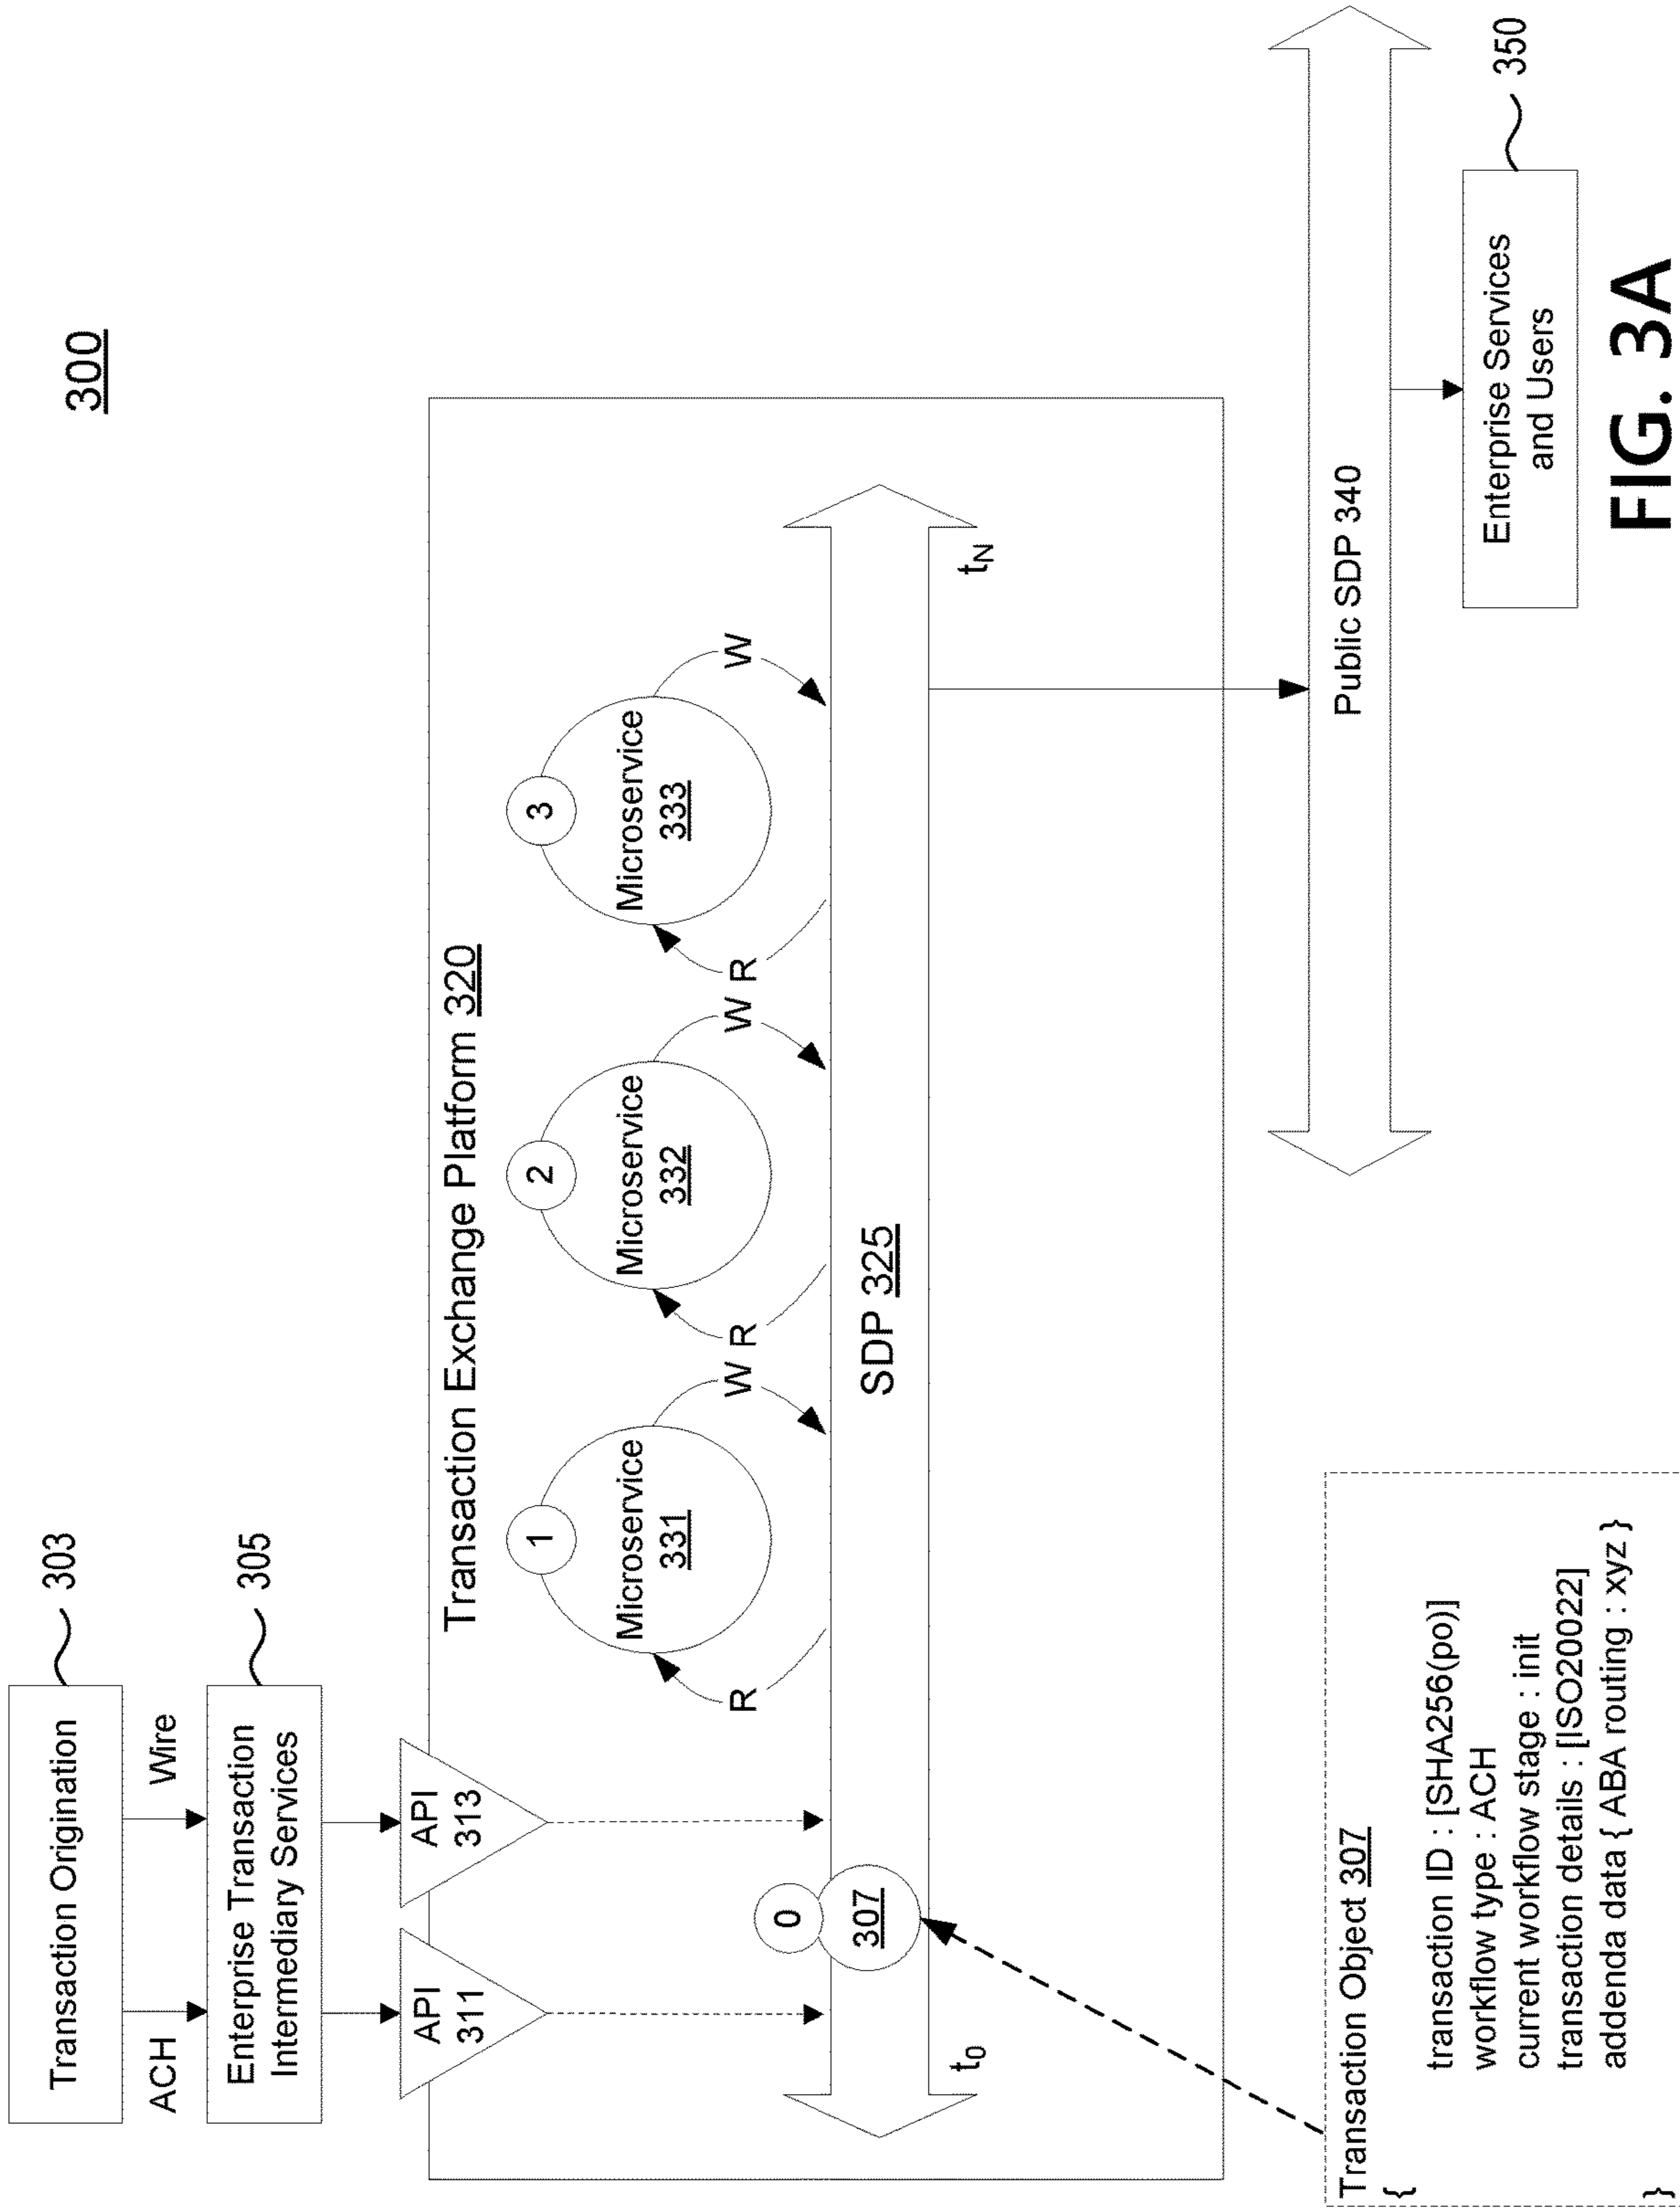 300
Transaction Origination
303
ACH
Wire
Enterprise Transaction
Intermediary Services
305
API
311
API
313
Transaction Exchange Platform 320
1
Microservice
331
R
W
2
Microservice
332
R
W
3
Microservice
333
R
W
0
307
SDP 325
t0
tN
Public SDP 340
Enterprise Services
and Users
350
Transaction Object 307
{
transaction ID : [SHA256(po)]
workflow type : ACH
current workflow stage : init
transaction details : [ISO20022]
addenda data { ABA routing : xyz }
}
FIG. 3A